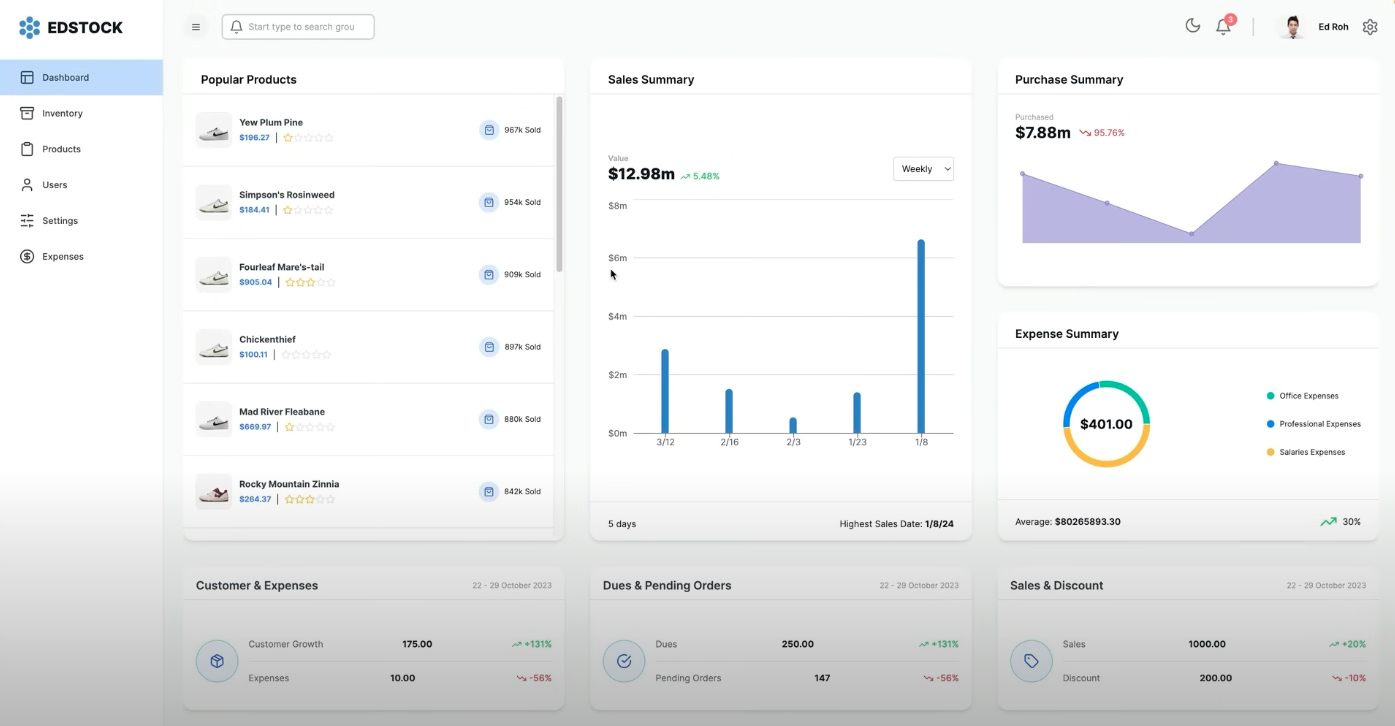 EDSTOCK
Start type to search grou
3
Ed Roh
Dashboard
Inventory
Products
Users
Settings
Expenses
Popular Products
Yew Plum Pine
$196.27
967k Sold
Simpson's Rosinweed
$184.41
954k Sold
Fourleaf Mare's-tail
$905.04
909k Sold
Chickenthief
$100.11
897k Sold
Mad River Fleabane
$669.97
880k Sold
Rocky Mountain Zinnia
$264.37
842k Sold
Sales Summary
Value
$12.98m 5.48%
Weekly
$8m
$6m
$4m
$2m
$0m
3/12 2/16 2/3 1/23 1/8
5 days
Highest Sales Date: 1/8/24
Purchase Summary
Purchased
$7.88m 95.76%
Expense Summary
$401.00
Office Expenses
Professional Expenses
Salaries Expenses
Average: $80265893.30
30%
Customer & Expenses
22 - 29 October 2023
Customer Growth 175.00 +131%
Expenses 10.00 -56%
Dues & Pending Orders
22 - 29 October 2023
Dues 250.00 +131%
Pending Orders 147 -56%
Sales & Discount
22 - 29 October 2023
Sales 1000.00 +20%
Discount 200.00 -10%